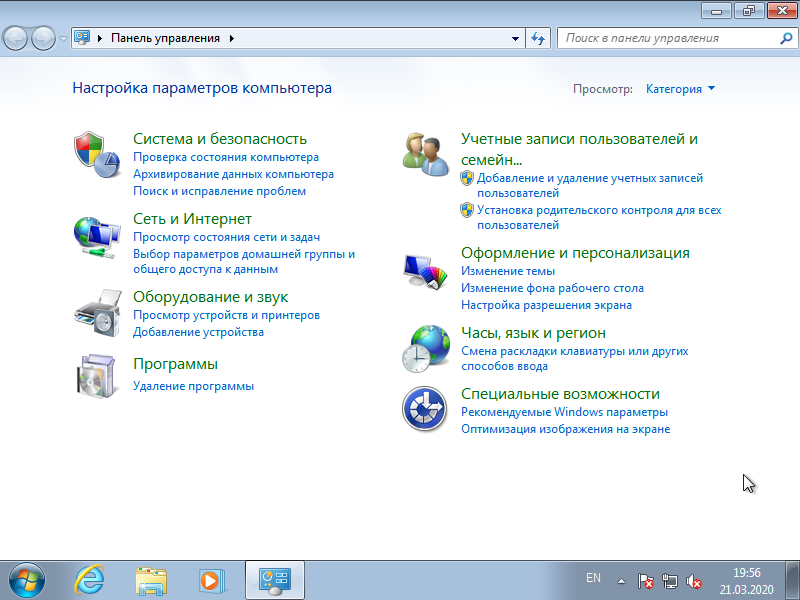 Панель управления
Поиск в панели управления
Настройка параметров компьютера
Просмотр:
Категория
Система и безопасность
Проверка состояния компьютера
Архивирование данных компьютера
Поиск и исправление проблем
Сеть и Интернет
Просмотр состояния сети и задач
Выбор параметров домашней группы и
общего доступа к данным
Оборудование и звук
Просмотр устройств и принтеров
Добавление устройства
Программы
Удаление программы
Учетные записи пользователей и
семейн...
Добавление и удаление учетных записей
пользователей
Установка родительского контроля для всех
пользователей
Оформление и персонализация
Изменение темы
Изменение фона рабочего стола
Настройка разрешения экрана
Часы, язык и регион
Смена раскладки клавиатуры или других
способов ввода
Специальные возможности
Рекомендуемые Windows параметры
Оптимизация изображения на экране
EN
19:56
21.03.2020